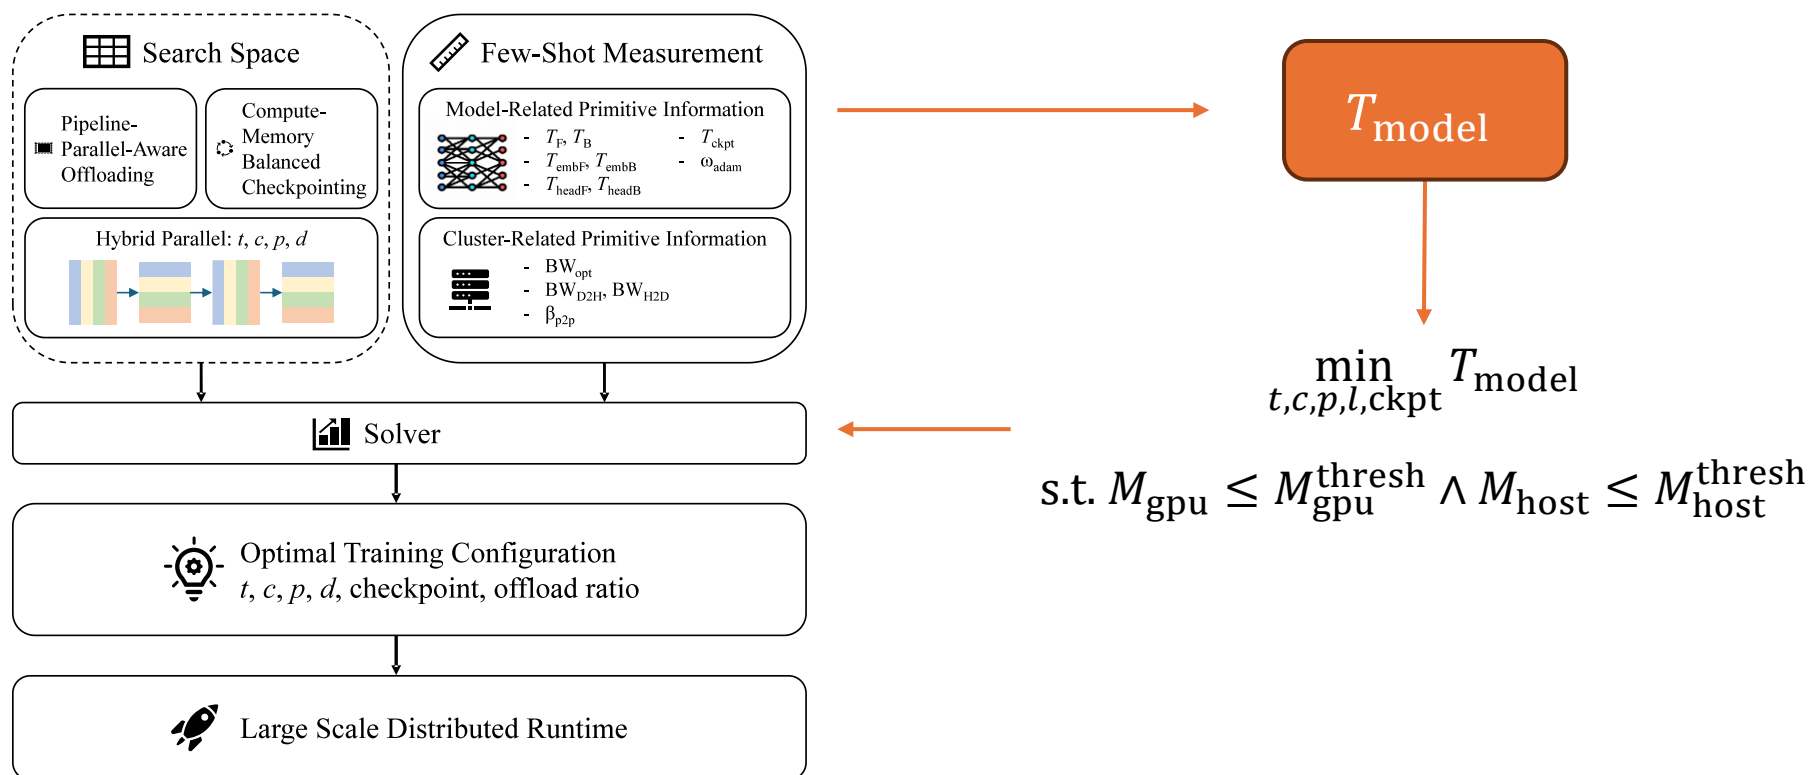 Search Space
Pipeline-
Parallel-Aware
Offloading
Compute-
Memory
Balanced
Checkpointing
Hybrid Parallel: t, c, p, d
Few-Shot Measurement
Model-Related Primitive Information
- T_F, T_B
- T_embF, T_embB
- T_headF, T_headB
- T_ckpt
- ω_adam
Cluster-Related Primitive Information
- BW_opt
- BW_D2H, BW_H2D
- β_p2p
Solver
Optimal Training Configuration
t, c, p, d, checkpoint, offload ratio
Large Scale Distributed Runtime
T_model
min T_model
t,c,p,l,ckpt
s.t. M_gpu ≤ M_gpu^thresh ∧ M_host ≤ M_host^thresh